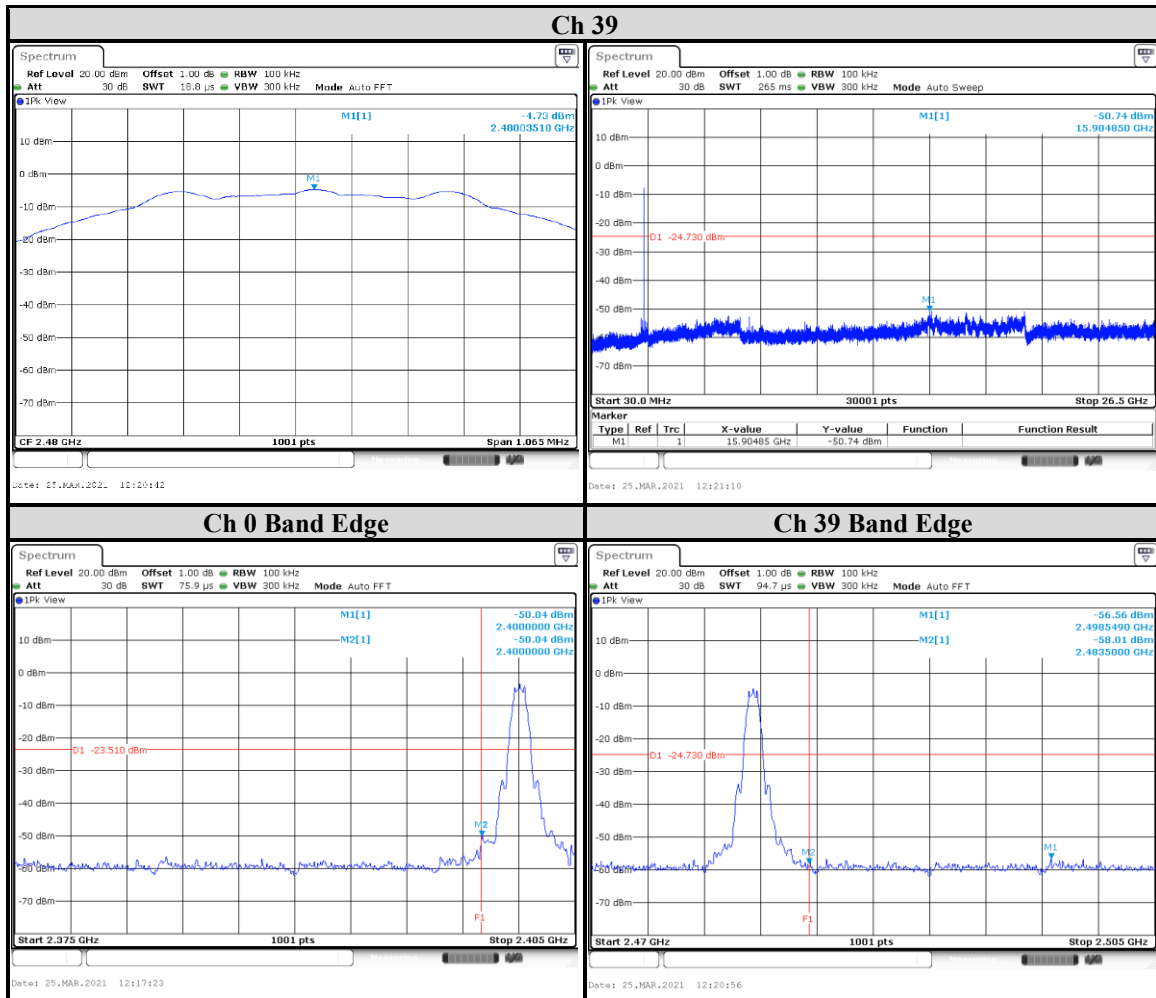 Ch 39
Spectrum
Ref Level 20.00 dBm Offset 1.00 dB RBW 100 kHz
Att 30 dB SWT 18.8 µs VBW 300 kHz Mode Auto FFT
1Pk View
M1[1] -4.73 dBm
2.48003510 GHz
10 dBm
0 dBm
M1
-10 dBm
-20 dBm
-30 dBm
-40 dBm
-50 dBm
-60 dBm
-70 dBm
CF 2.48 GHz 1001 pts Span 1.065 MHz
Date: 25.MAR.2021 12:20:42
Spectrum
Ref Level 20.00 dBm Offset 1.00 dB RBW 100 kHz
Att 30 dB SWT 265 ms VBW 300 kHz Mode Auto Sweep
1Pk View
M1[1] -50.74 dBm
15.904850 GHz
10 dBm
0 dBm
-10 dBm
-20 dBm
D1 -24.730 dBm
-30 dBm
-40 dBm
M1
-50 dBm
-60 dBm
-70 dBm
Start 30.0 MHz 30001 pts Stop 26.5 GHz
Marker
Type Ref Trc X-value Y-value Function Function Result
M1 1 15.90485 GHz -50.74 dBm
Date: 25.MAR.2021 12:21:10
Ch 0 Band Edge
Spectrum
Ref Level 20.00 dBm Offset 1.00 dB RBW 100 kHz
Att 30 dB SWT 75.9 µs VBW 300 kHz Mode Auto FFT
1Pk View
M1[1] -50.04 dBm
2.4000000 GHz
10 dBm M2[1] -50.04 dBm
2.4000000 GHz
0 dBm
-10 dBm
-20 dBm
D1 -23.510 dBm
-30 dBm
-40 dBm
M2
-50 dBm
-60 dBm
-70 dBm
F1
Start 2.375 GHz 1001 pts Stop 2.405 GHz
Date: 25.MAR.2021 12:17:23
Ch 39 Band Edge
Spectrum
Ref Level 20.00 dBm Offset 1.00 dB RBW 100 kHz
Att 30 dB SWT 94.7 µs VBW 300 kHz Mode Auto FFT
1Pk View
M1[1] -56.56 dBm
2.4985490 GHz
10 dBm M2[1] -58.01 dBm
2.4835000 GHz
0 dBm
-10 dBm
-20 dBm
D1 -24.730 dBm
-30 dBm
-40 dBm
-50 dBm
M2 M1
-60 dBm
-70 dBm
F1
Start 2.47 GHz 1001 pts Stop 2.505 GHz
Date: 25.MAR.2021 12:20:56